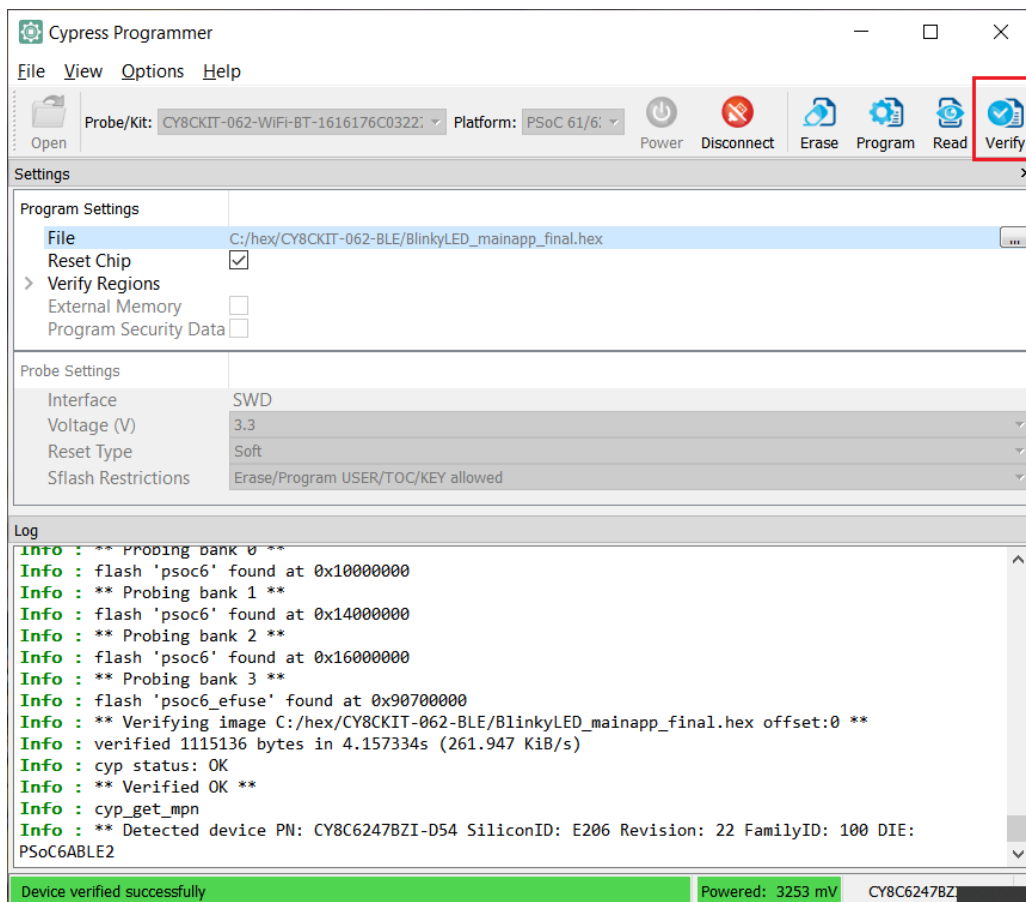 Cypress Programmer
File View Options Help
Open Probe/Kit: CY8CKIT-062-WiFi-BT-1616176C0322 Platform: PSoC 61/6 Power Disconnect Erase Program Read Verify
Settings
Program Settings
File C:/hex/CY8CKIT-062-BLE/BlinkyLED_mainapp_final.hex ...
Reset Chip
Verify Regions
External Memory
Program Security Data
Probe Settings
Interface SWD
Voltage (V) 3.3
Reset Type Soft
Sflash Restrictions Erase/Program USER/TOC/KEY allowed
Log
Info : ** Probing bank 0 **
Info : flash 'psoc6' found at 0x10000000
Info : ** Probing bank 1 **
Info : flash 'psoc6' found at 0x14000000
Info : ** Probing bank 2 **
Info : flash 'psoc6' found at 0x16000000
Info : ** Probing bank 3 **
Info : flash 'psoc6_efuse' found at 0x90700000
Info : ** Verifying image C:/hex/CY8CKIT-062-BLE/BlinkyLED_mainapp_final.hex offset:0 **
Info : verified 1115136 bytes in 4.157334s (261.947 KiB/s)
Info : cyp status: OK
Info : ** Verified OK **
Info : cyp_get_mpn
Info : ** Detected device PN: CY8C6247BZI-D54 SiliconID: E206 Revision: 22 FamilyID: 100 DIE:
PSoC6ABLE2
Device verified successfully Powered: 3253 mV CY8C6247BZ